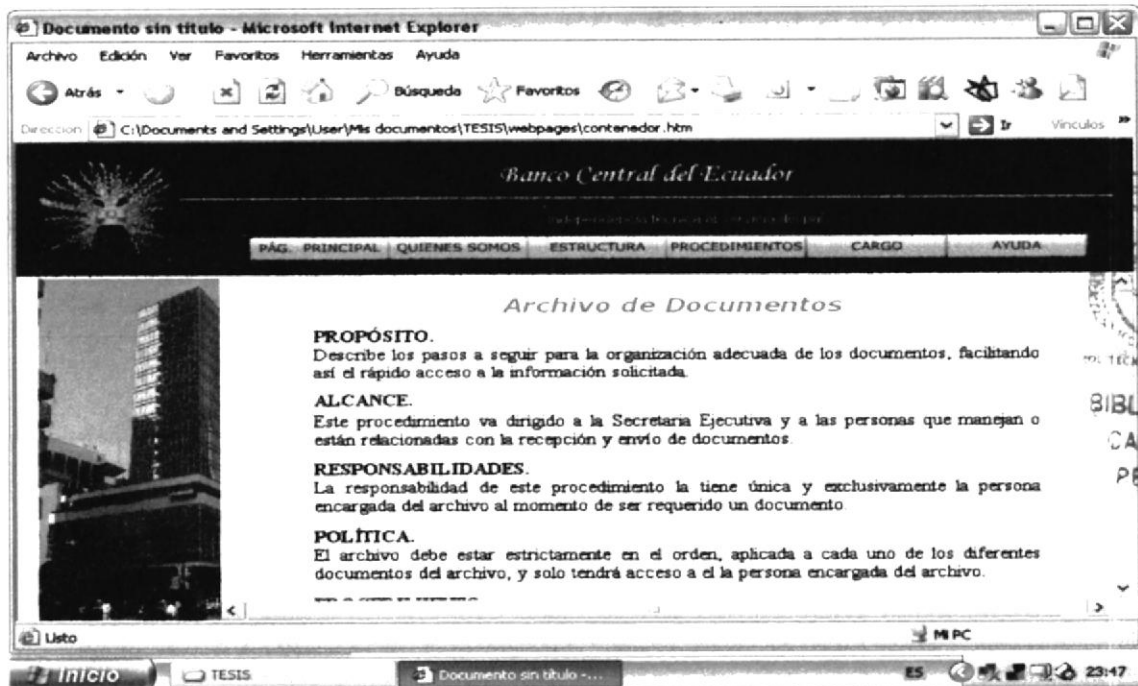 Documento sin título - Microsoft Internet Explorer
Archivo Edición Ver Favoritos Herramientas Ayuda
Atrás Búsqueda Favoritos
Dirección C:\Documents and Settings\User\Mis documentos\TESIS\webpages\contenedor.htm Ir Vínculos »
Banco Central del Ecuador
PÁG. PRINCIPAL QUIENES SOMOS ESTRUCTURA PROCEDIMIENTOS CARGO AYUDA
Archivo de Documentos
PROPÓSITO.
Describe los pasos a seguir para la organización adecuada de los documentos, facilitando
así el rápido acceso a la información solicitada.
ALCANCE.
Este procedimiento va dirigido a la Secretaria Ejecutiva y a las personas que manejan o
están relacionadas con la recepción y envío de documentos.
RESPONSABILIDADES.
La responsabilidad de este procedimiento la tiene única y exclusivamente la persona
encargada del archivo al momento de ser requerido un documento.
POLÍTICA.
El archivo debe estar estrictamente en el orden, aplicada a cada uno de los diferentes
documentos del archivo, y solo tendrá acceso a el la persona encargada del archivo.
BIBL
CA
PE
Listo MI PC
Inicio TESIS Documento sin título -... ES 23:47